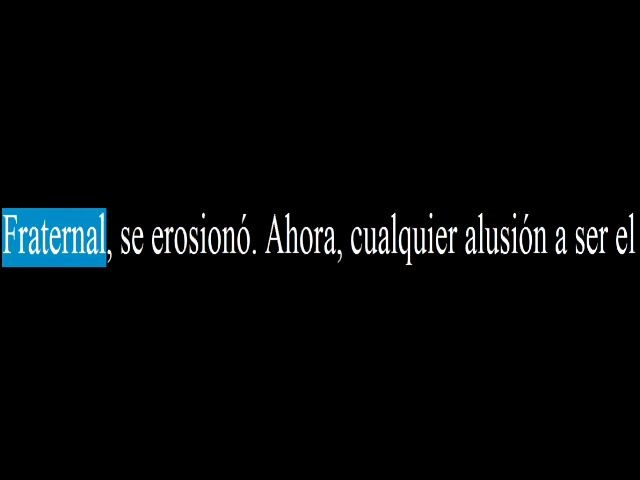 Fraternal, se erosionó. Ahora, cualquier alusión a ser el